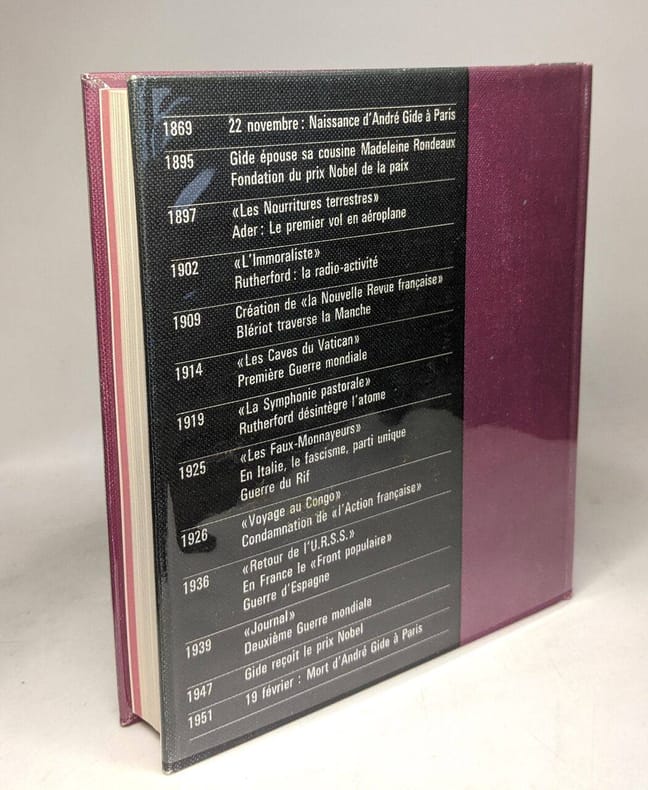 1869 22 novembre : Naissance d'André Gide à Paris
1895 Gide épouse sa cousine Madeleine Rondeaux
Fondation du prix Nobel de la paix
1897 «Les Nourritures terrestres»
Ader : Le premier vol en aéroplane
1902 «L'Immoraliste»
Rutherford : la radio-activité
1909 Création de «la Nouvelle Revue française»
Blériot traverse la Manche
1914 «Les Caves du Vatican»
Première Guerre mondiale
1919 «La Symphonie pastorale»
Rutherford désintègre l'atome
1925 «Les Faux-Monnayeurs»
En Italie, le fascisme, parti unique
Guerre du Rif
1926 «Voyage au Congo»
Condamnation de «l'Action française»
1936 «Retour de l'U.R.S.S.»
En France le «Front populaire»
Guerre d'Espagne
1939 «Journal»
Deuxième Guerre mondiale
1947 Gide reçoit le prix Nobel
1951 19 février : Mort d'André Gide à Paris